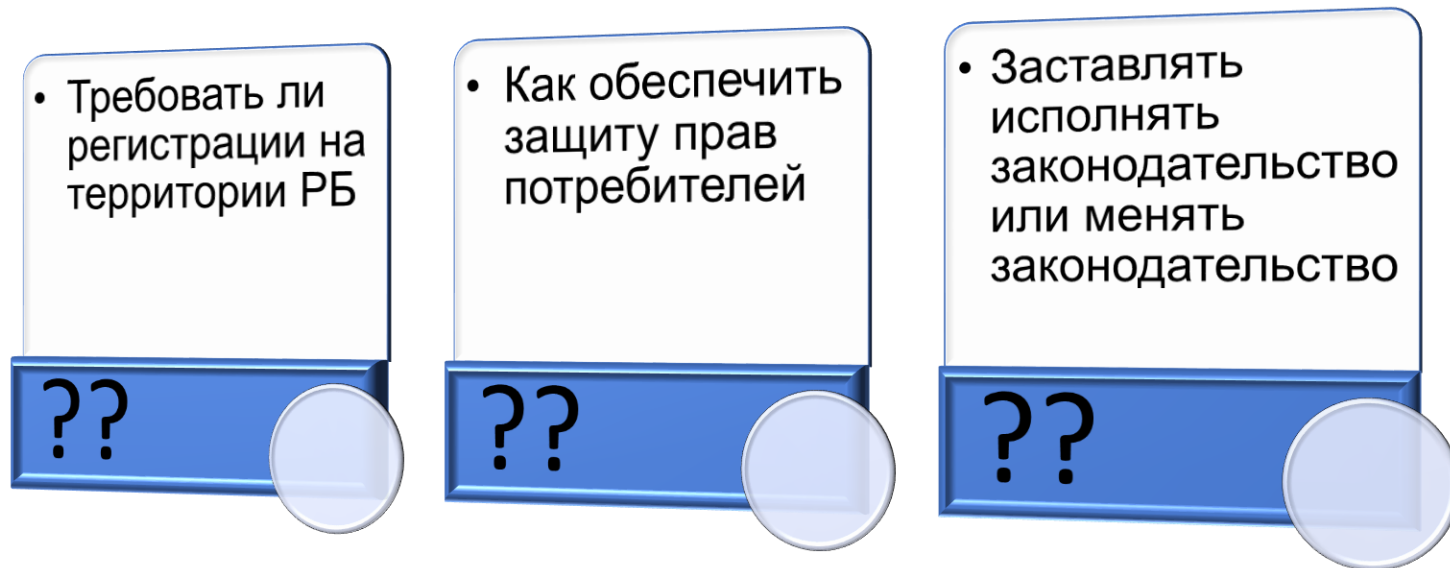 • Требовать ли
регистрации на
территории РБ
??
• Как обеспечить
защиту прав
потребителей
??
• Заставлять
исполнять
законодательство
или менять
законодательство
??